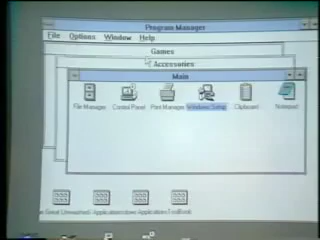 Program Manager
File Options Window Help
Games
Accessories
Main
File Manager Control Panel Print Manager Windows Setup Clipboard Notepad